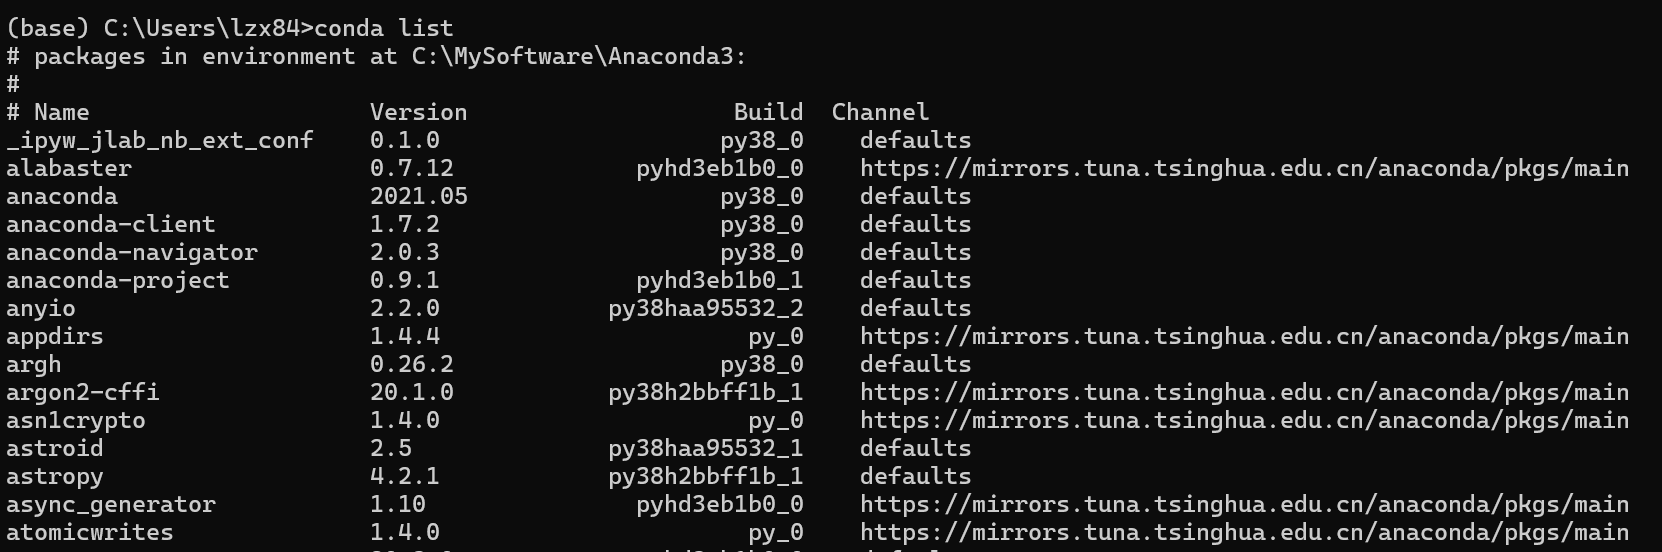 (base) C:\Users\lzx84>conda list
# packages in environment at C:\MySoftware\Anaconda3:
#
# Name                    Version                   Build  Channel
_ipyw_jlab_nb_ext_conf    0.1.0                    py38_0    defaults
alabaster                 0.7.12             pyhd3eb1b0_0    https://mirrors.tuna.tsinghua.edu.cn/anaconda/pkgs/main
anaconda                  2021.05                  py38_0    defaults
anaconda-client           1.7.2                    py38_0    defaults
anaconda-navigator        2.0.3                    py38_0    defaults
anaconda-project          0.9.1              pyhd3eb1b0_1    defaults
anyio                     2.2.0            py38haa95532_2    defaults
appdirs                   1.4.4                      py_0    https://mirrors.tuna.tsinghua.edu.cn/anaconda/pkgs/main
argh                      0.26.2                   py38_0    defaults
argon2-cffi               20.1.0           py38h2bbff1b_1    https://mirrors.tuna.tsinghua.edu.cn/anaconda/pkgs/main
asn1crypto                1.4.0                      py_0    https://mirrors.tuna.tsinghua.edu.cn/anaconda/pkgs/main
astroid                   2.5              py38haa95532_1    defaults
astropy                   4.2.1            py38h2bbff1b_1    defaults
async_generator           1.10               pyhd3eb1b0_0    https://mirrors.tuna.tsinghua.edu.cn/anaconda/pkgs/main
atomicwrites              1.4.0                      py_0    https://mirrors.tuna.tsinghua.edu.cn/anaconda/pkgs/main